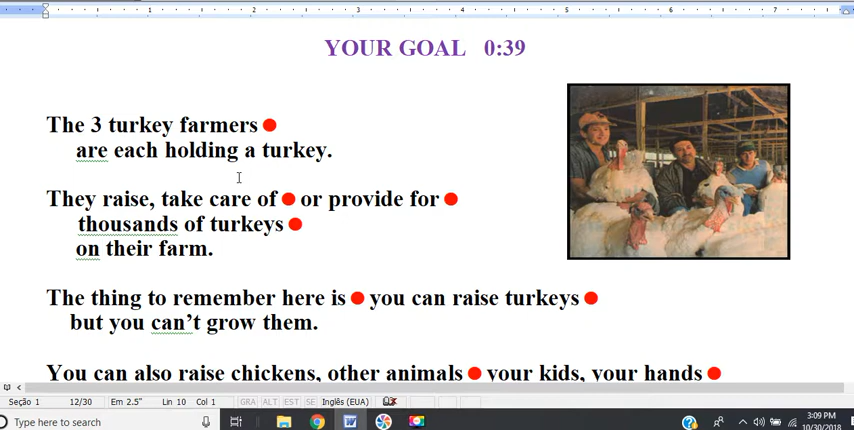 YOUR GOAL 0:39
The 3 turkey farmers
are each holding a turkey.
They raise, take care of or provide for
thousands of turkeys
on their farm.
The thing to remember here is you can raise turkeys
but you can't grow them.
You can also raise chickens, other animals your kids, your hands
Seção 1 12/30 Em 2.5" Lin 10 Col 1 GRA ALT EST SE Inglês (EUA)
Type here to search
3:09 PM
10/30/2018